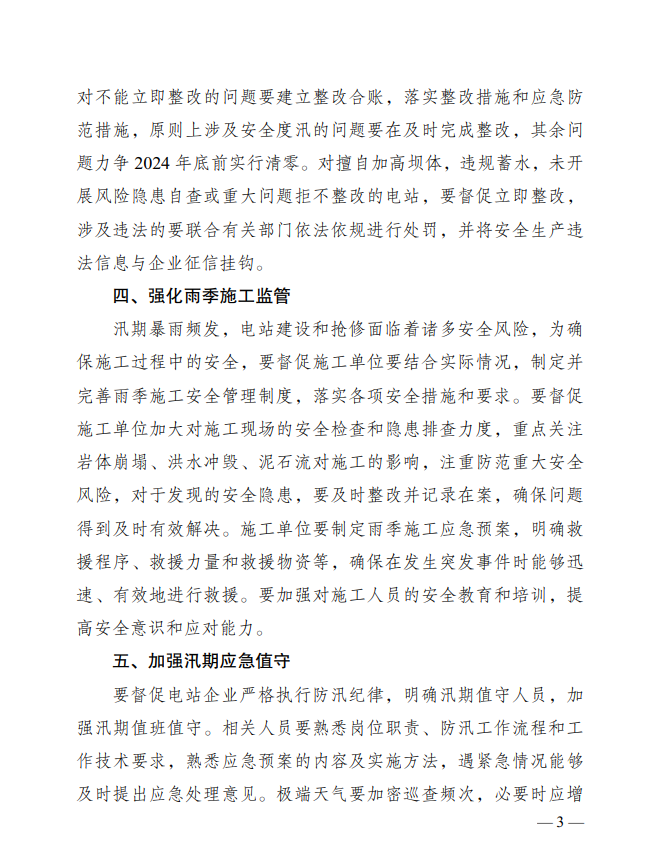 对不能立即整改的问题要建立整改合账，落实整改措施和应急防
范措施，原则上涉及安全度汛的问题要在及时完成整改，其余问
题力争 2024 年底前实行清零。对擅自加高坝体，违规蓄水，未开
展风险隐患自查或重大问题拒不整改的电站，要督促立即整改，
涉及违法的要联合有关部门依法依规进行处罚，并将安全生产违
法信息与企业征信挂钩。
四、强化雨季施工监管
汛期暴雨频发，电站建设和抢修面临着诸多安全风险，为确
保施工过程中的安全，要督促施工单位要结合实际情况，制定并
完善雨季施工安全管理制度，落实各项安全措施和要求。要督促
施工单位加大对施工现场的安全检查和隐患排查力度，重点关注
岩体崩塌、洪水冲毁、泥石流对施工的影响，注重防范重大安全
风险，对于发现的安全隐患，要及时整改并记录在案，确保问题
得到及时有效解决。施工单位要制定雨季施工应急预案，明确救
援程序、救援力量和救援物资等，确保在发生突发事件时能够迅
速、有效地进行救援。要加强对施工人员的安全教育和培训，提
高安全意识和应对能力。
五、加强汛期应急值守
要督促电站企业严格执行防汛纪律，明确汛期值守人员，加
强汛期值班值守。相关人员要熟悉岗位职责、防汛工作流程和工
作技术要求，熟悉应急预案的内容及实施方法，遇紧急情况能够
及时提出应急处理意见。极端天气要加密巡查频次，必要时应增
— 3 —